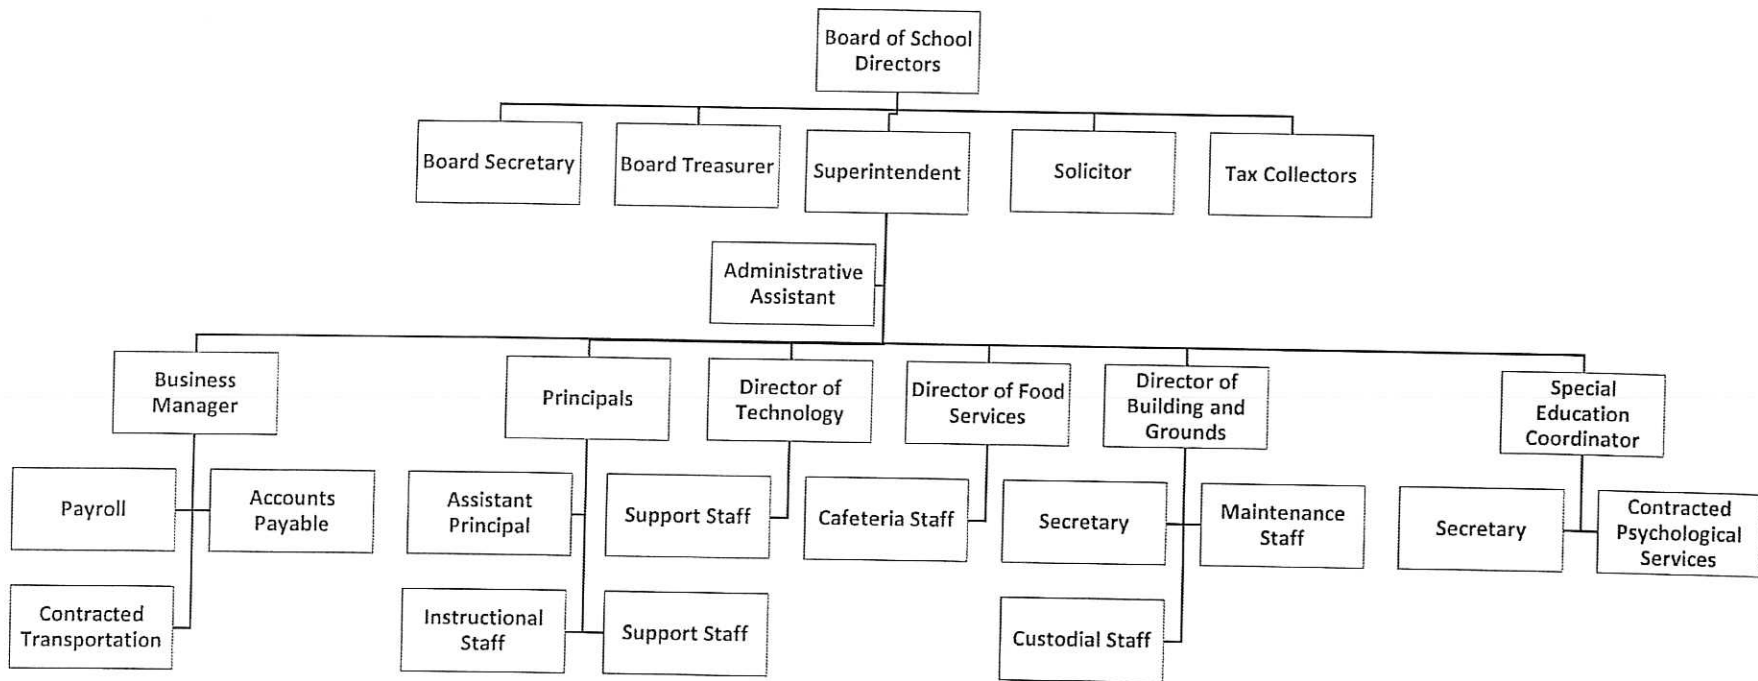 Board of School
Directors
Board Secretary
Board Treasurer
Superintendent
Solicitor
Tax Collectors
Administrative
Assistant
Business
Manager
Principals
Director of
Technology
Director of Food
Services
Director of
Building and
Grounds
Special
Education
Coordinator
Payroll
Accounts
Payable
Assistant
Principal
Support Staff
Cafeteria Staff
Secretary
Maintenance
Staff
Secretary
Contracted
Psychological
Services
Contracted
Transportation
Instructional
Staff
Support Staff
Custodial Staff